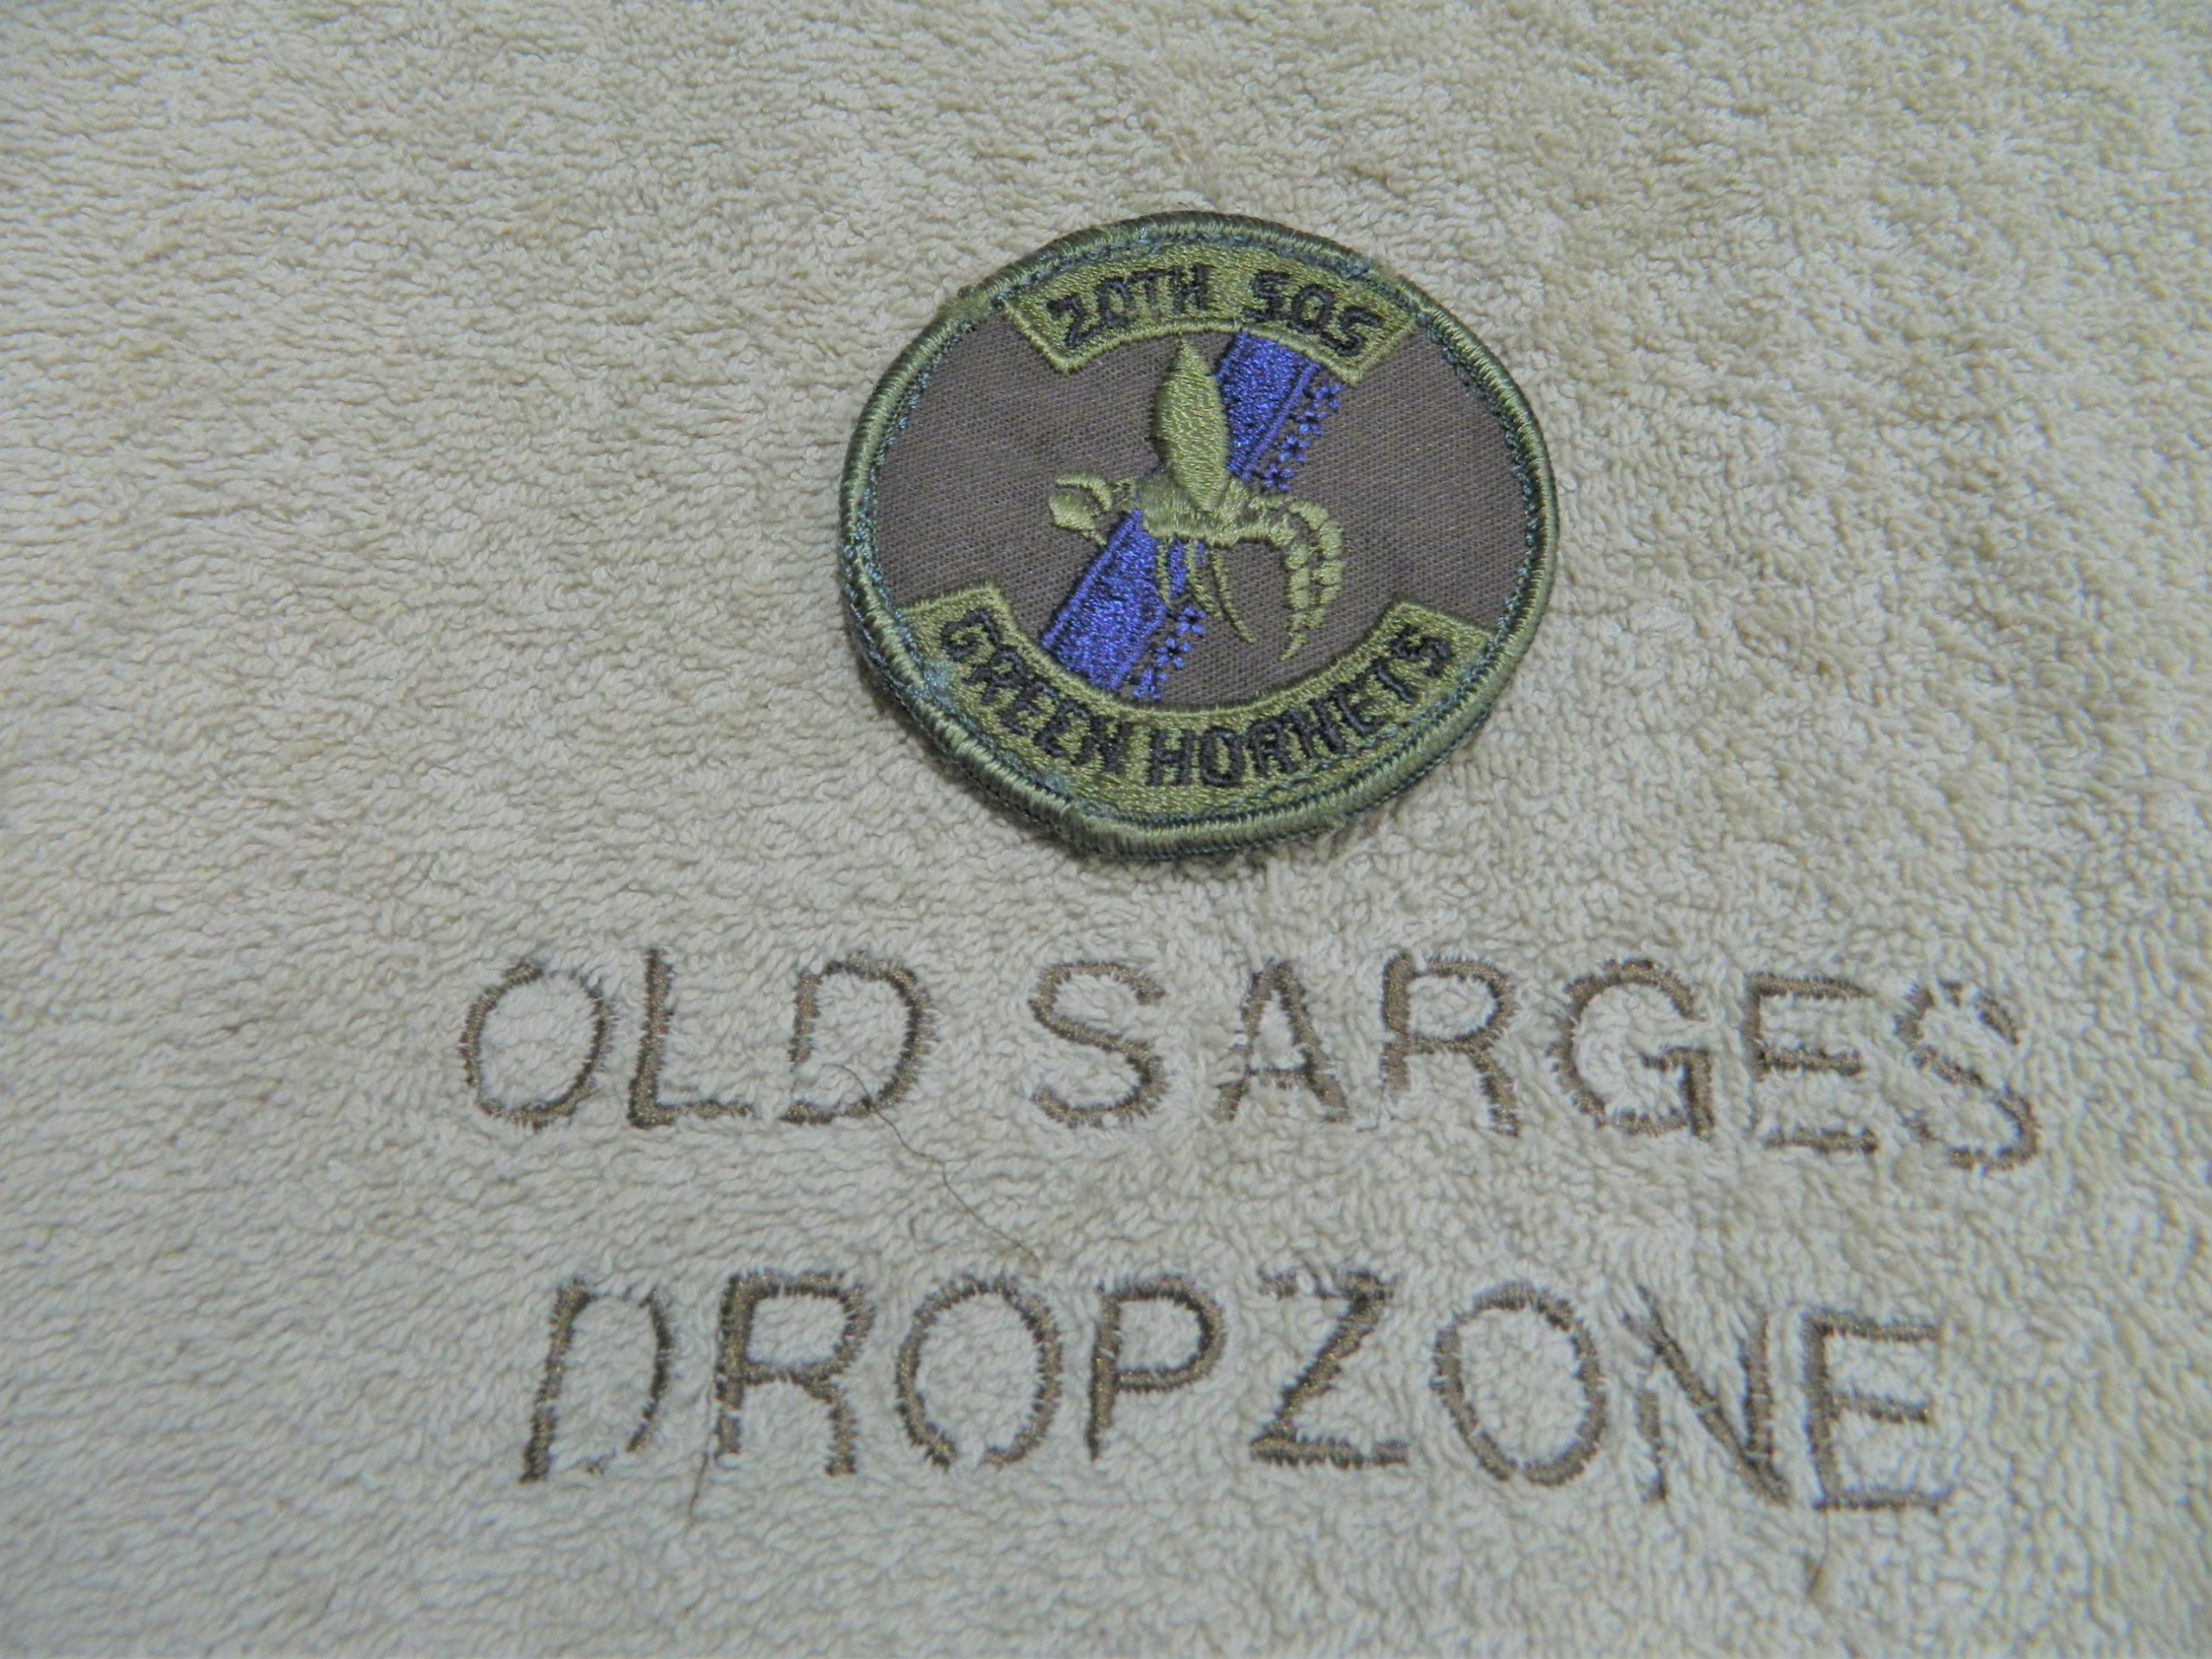 20TH SOS
GREEN HORNETS
OLD SARGES
DROPZONE